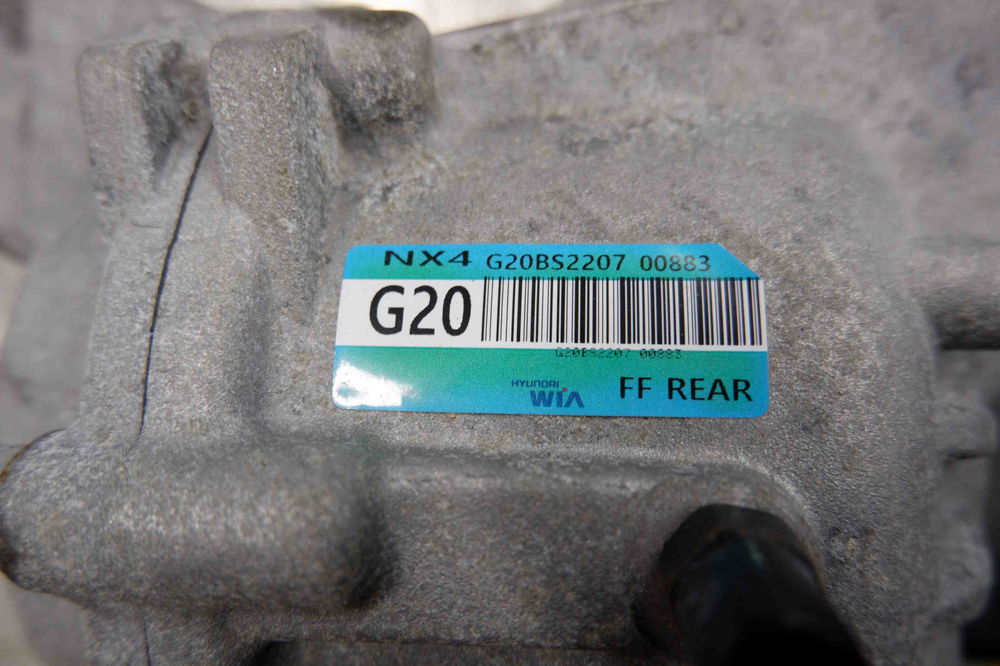 NX4 G20BS2207 00883
G20
G20BS2207 00883
HYUNDAI
WIA
FF REAR